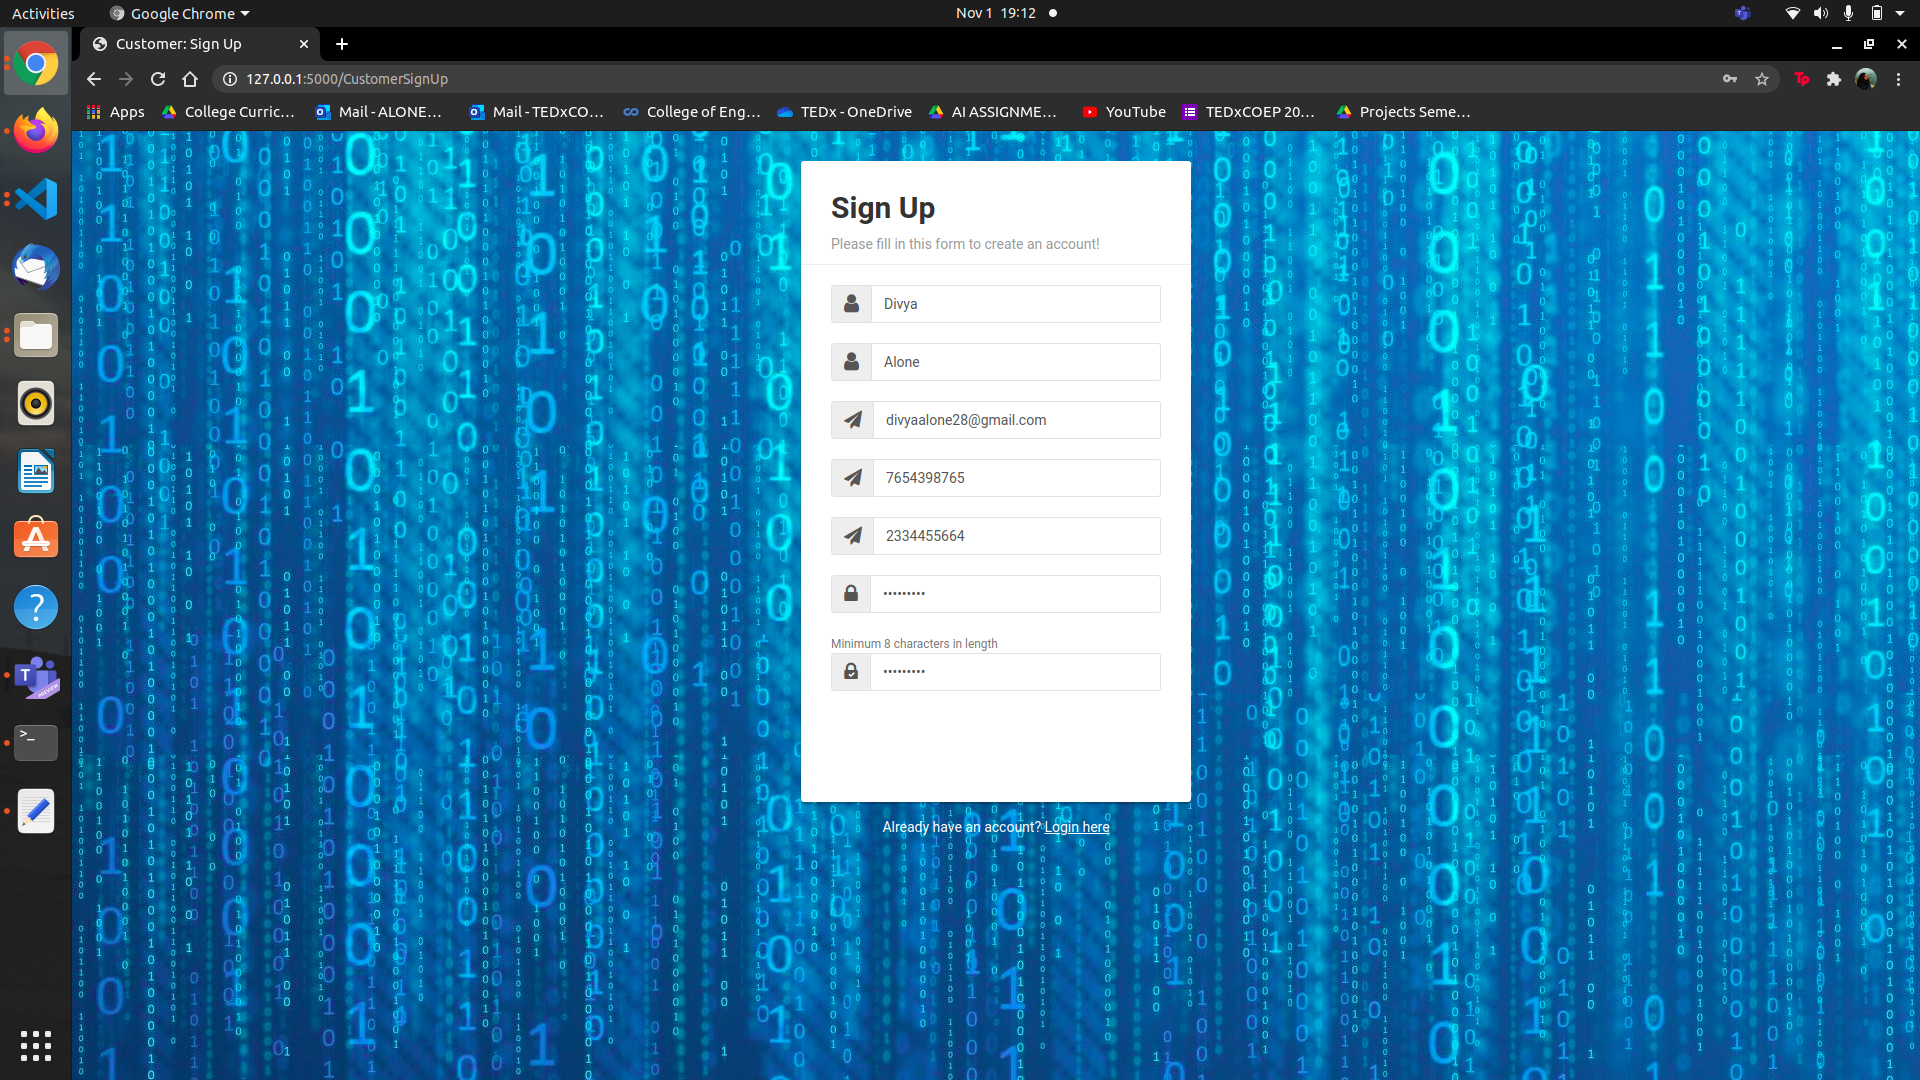 Activities
Google Chrome
Nov 1 19:12
Customer: Sign Up
127.0.0.1:5000/CustomerSignUp
Apps
College Curric...
Mail - ALONE...
Mail - TEDxCO...
College of Eng...
TEDx - OneDrive
AI ASSIGNME...
YouTube
TEDxCOEP 20...
Projects Seme...
Sign Up
Please fill in this form to create an account!
Divya
Alone
divyaalone28@gmail.com
7654398765
2334455664
•••••••••
Minimum 8 characters in length
•••••••••
Already have an account? Login here